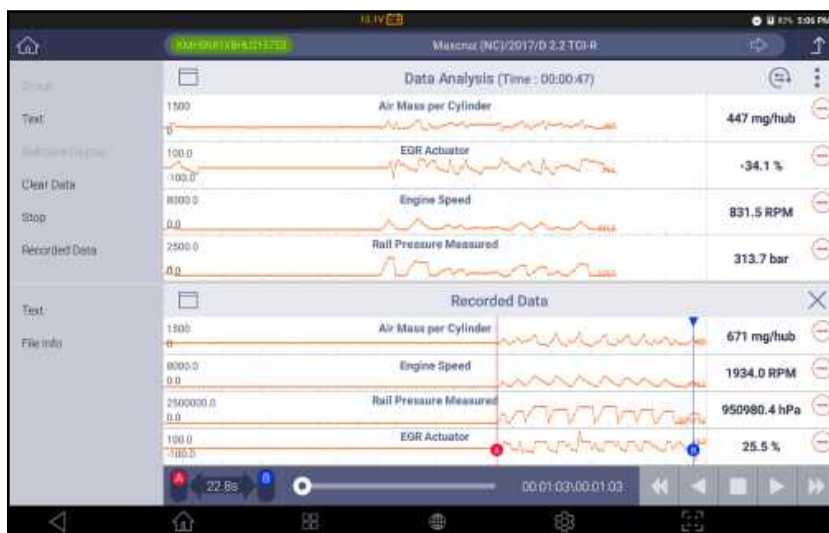 5:06 PM
Maxcruz (NC)/2017/D 2.2 TCI-R
Data Analysis (Time : 00:00:47)
Text
Clear Data
Stop
Recorded Data
1500
Air Mass per Cylinder
0
447 mg/hub
100.0
EGR Actuator
-100.0
-34.1 %
8000.0
Engine Speed
0.0
831.5 RPM
2500.0
Rail Pressure Measured
0.0
313.7 bar
Text
File info
Recorded Data
1500
Air Mass per Cylinder
0
671 mg/hub
8000.0
Engine Speed
0.0
1934.0 RPM
2500000.0
Rail Pressure Measured
0.0
950980.4 hPa
100.0
EGR Actuator
-100.0
25.5 %
A
B
A
22.8s
B
00:01:03\00:01:03